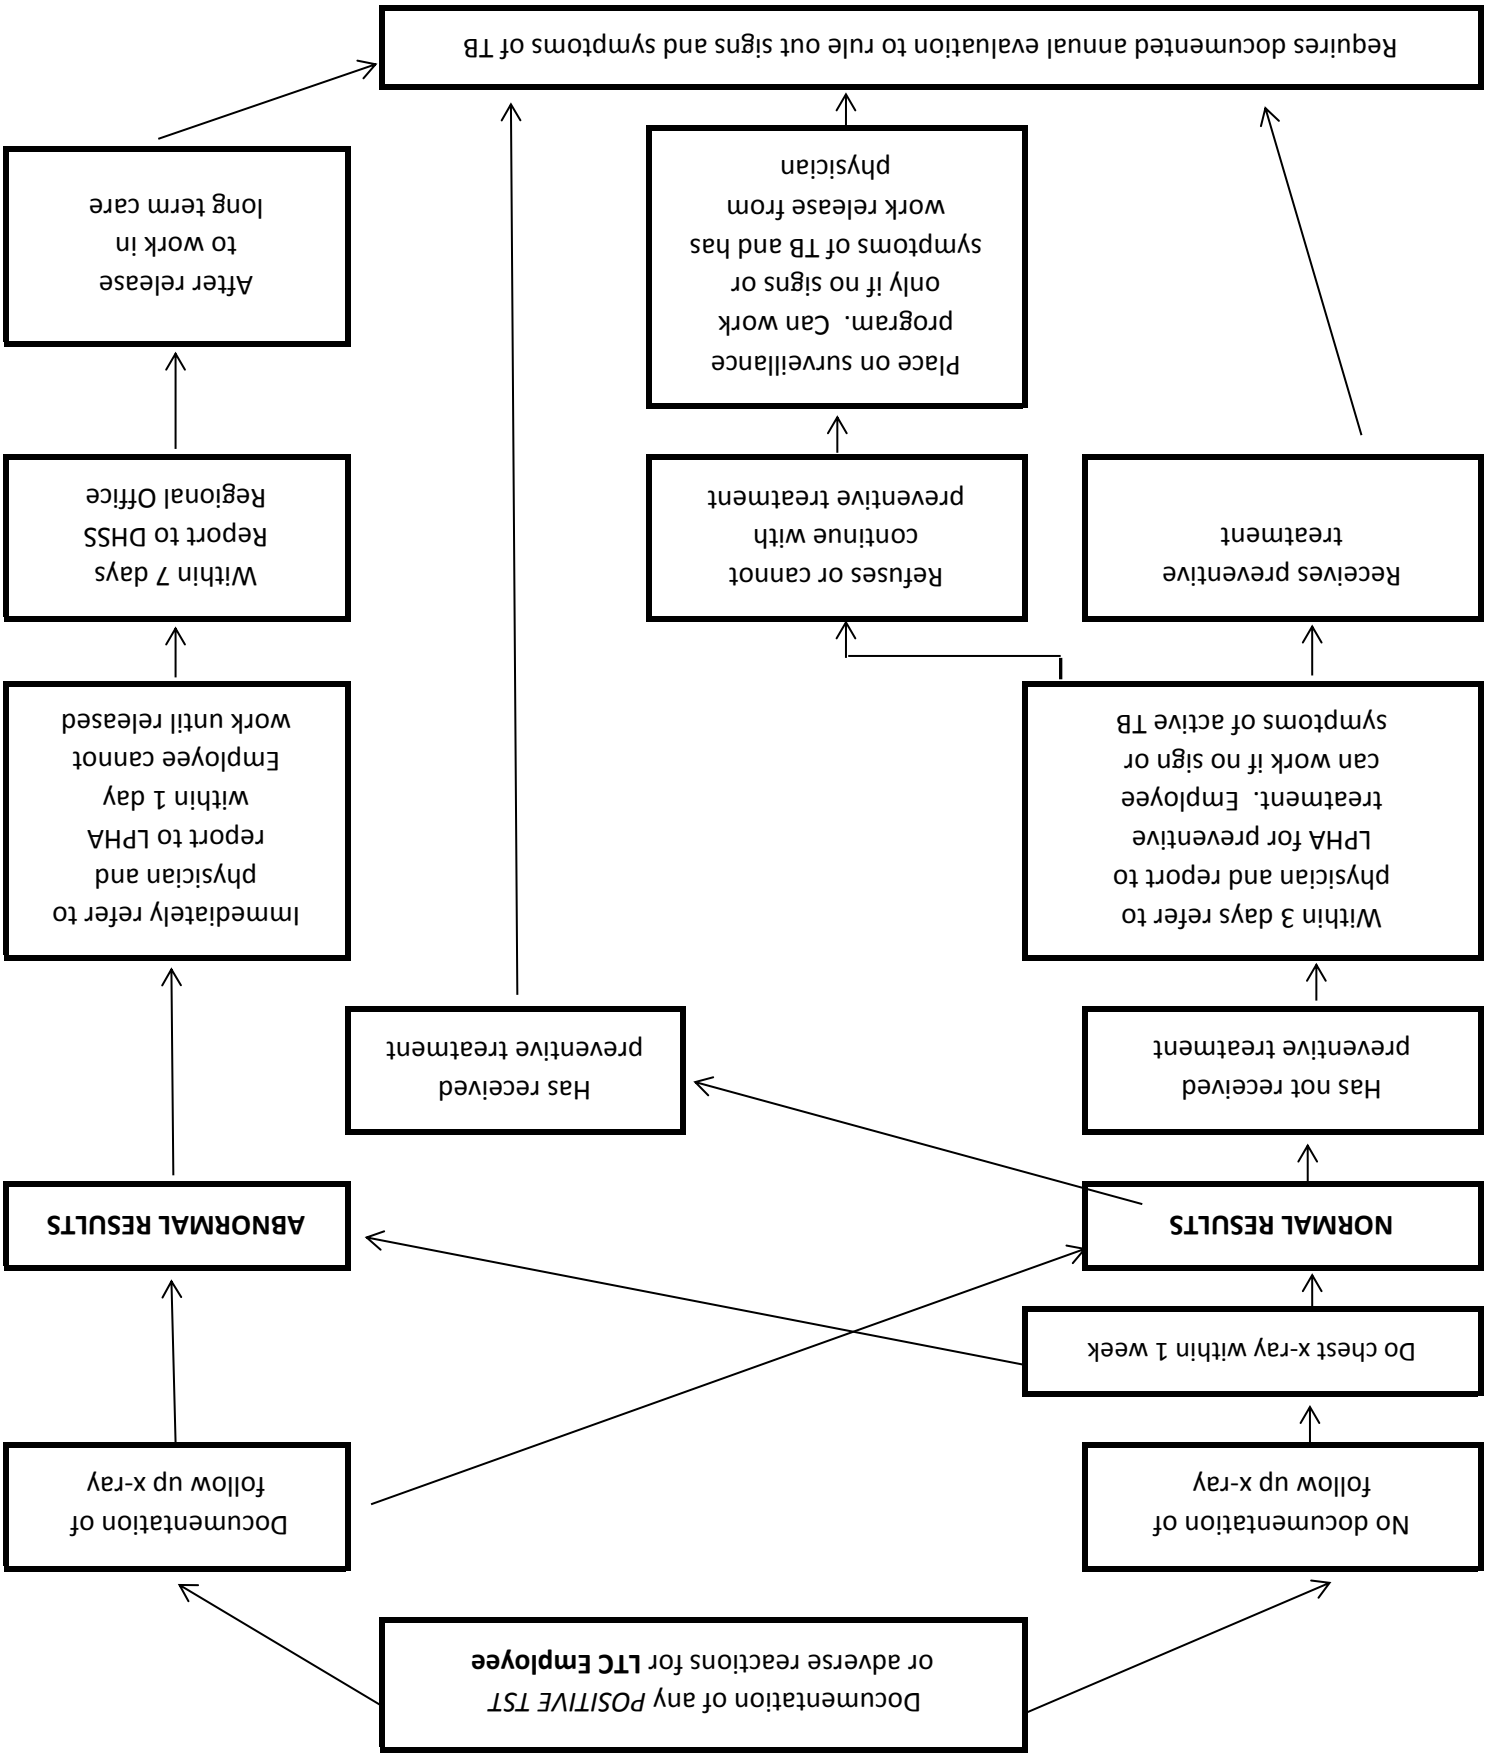 Documentation of any POSITIVE TST
or adverse reactions for LTC Employee
No documentation of
follow up x-ray
Documentation of
follow up x-ray
Do chest x-ray within 1 week
NORMAL RESULTS
ABNORMAL RESULTS
Has not received
preventive treatment
Has received
preventive treatment
Within 3 days refer to
physician and report to
LPHA for preventive
treatment.  Employee
can work if no sign or
symptoms of active TB
Immediately refer to
physician and
report to LPHA
within 1 day
Employee cannot
work until released
Receives preventive
treatment
Refuses or cannot
continue with
preventive treatment
Within 7 days
Report to DHSS
Regional Office
Place on surveillance
program.  Can work
only if no signs or
symptoms of TB and has
work release from
physician
After release
to work in
long term care
Requires documented annual evaluation to rule out signs and symptoms of TB